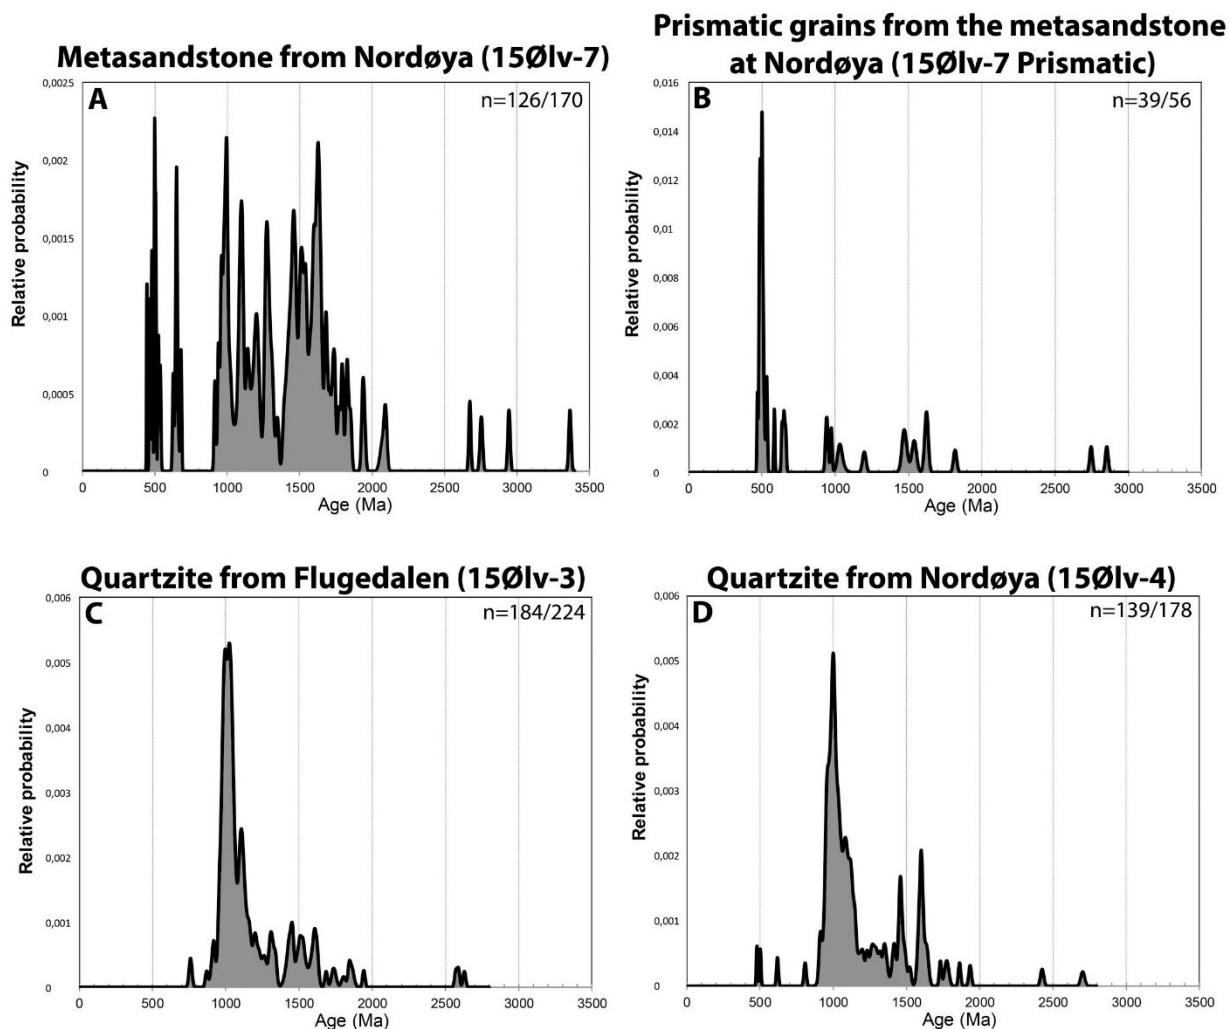 Metasandstone from Nordøya (15Ølv-7)
A
n=126/170
Relative probability
0,0025
0,002
0,0015
0,001
0,0005
0
0 500 1000 1500 2000 2500 3000 3500
Age (Ma)
Prismatic grains from the metasandstone
at Nordøya (15Ølv-7 Prismatic)
B
n=39/56
Relative probability
0,016
0,014
0,012
0,01
0,008
0,006
0,004
0,002
0
0 500 1000 1500 2000 2500 3000 3500
Age (Ma)
Quartzite from Flugedalen (15Ølv-3)
C
n=184/224
Relative probability
0,006
0,005
0,004
0,003
0,002
0,001
0
0 500 1000 1500 2000 2500 3000 3500
Age (Ma)
Quartzite from Nordøya (15Ølv-4)
D
n=139/178
Relative probability
0,006
0,005
0,004
0,003
0,002
0,001
0
0 500 1000 1500 2000 2500 3000 3500
Age (Ma)